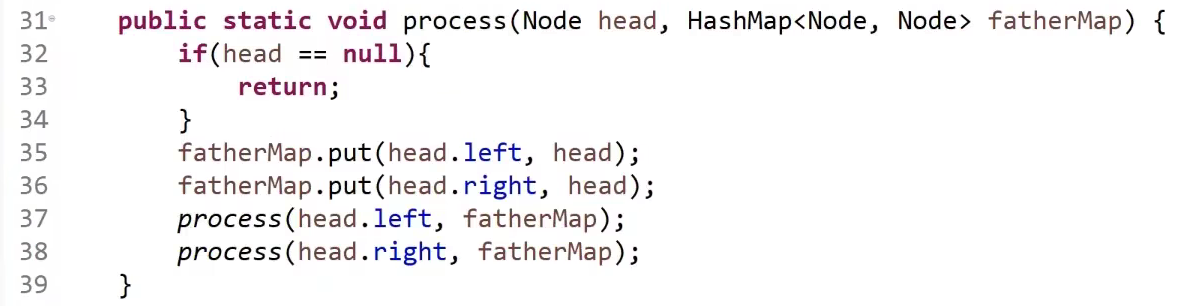 31 public static void process(Node head, HashMap<Node, Node> fatherMap) {
32 if(head == null){
33 return;
34 }
35 fatherMap.put(head.left, head);
36 fatherMap.put(head.right, head);
37 process(head.left, fatherMap);
38 process(head.right, fatherMap);
39 }